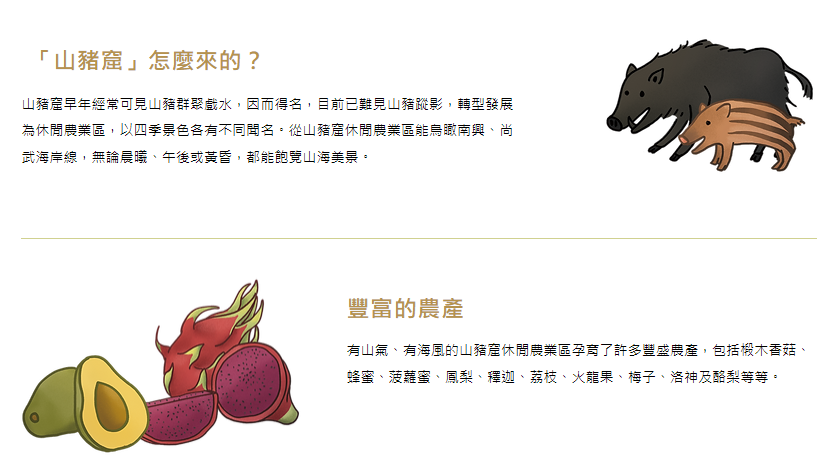 「山豬窟」怎麼來的？
山豬窟早年經常可見山豬群聚戲水，因而得名，目前已難見山豬蹤影，轉型發展
為休閒農業區，以四季景色各有不同聞名。從山豬窟休閒農業區能鳥瞰南興、尚
武海岸線，無論晨曦、午後或黃昏，都能飽覽山海美景。
豐富的農產
有山氣、有海風的山豬窟休閒農業區孕育了許多豐盛農產，包括椴木香菇、
蜂蜜、菠蘿蜜、鳳梨、釋迦、荔枝、火龍果、梅子、洛神及酪梨等等。